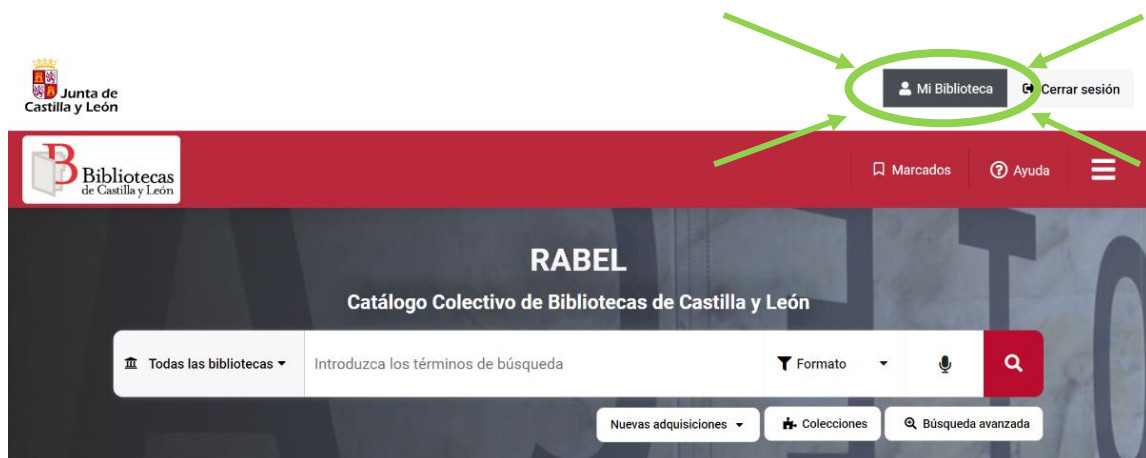 Junta de
Castilla y León
Mi Biblioteca
Cerrar sesión
B
Bibliotecas
de Castilla y León
Marcados
Ayuda
RABEL
Catálogo Colectivo de Bibliotecas de Castilla y León
Todas las bibliotecas
Introduzca los términos de búsqueda
Formato
Nuevas adquisiciones
Colecciones
Búsqueda avanzada